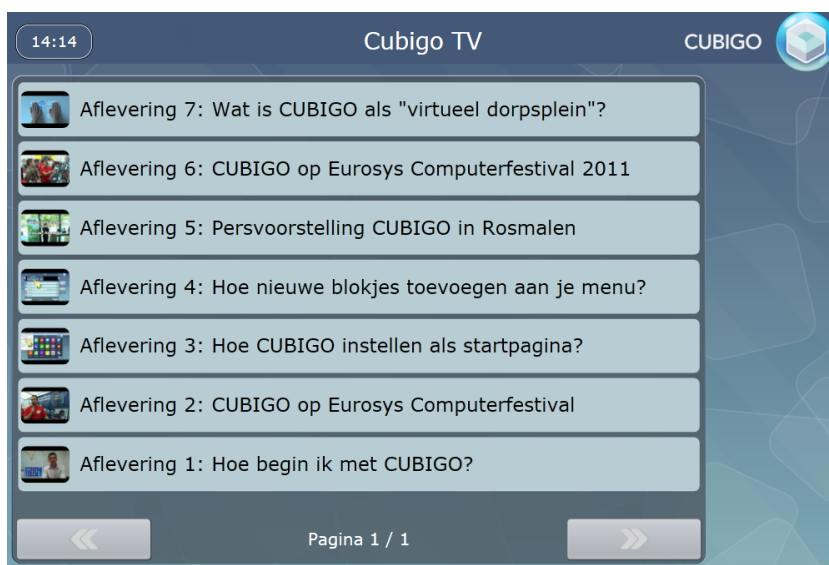 14:14
Cubigo TV
CUBIGO
Aflevering 7: Wat is CUBIGO als "virtueel dorpsplein"?
Aflevering 6: CUBIGO op Eurosys Computerfestival 2011
Aflevering 5: Persvoorstelling CUBIGO in Rosmalen
Aflevering 4: Hoe nieuwe blokjes toevoegen aan je menu?
Aflevering 3: Hoe CUBIGO instellen als startpagina?
Aflevering 2: CUBIGO op Eurosys Computerfestival
Aflevering 1: Hoe begin ik met CUBIGO?
Pagina 1 / 1